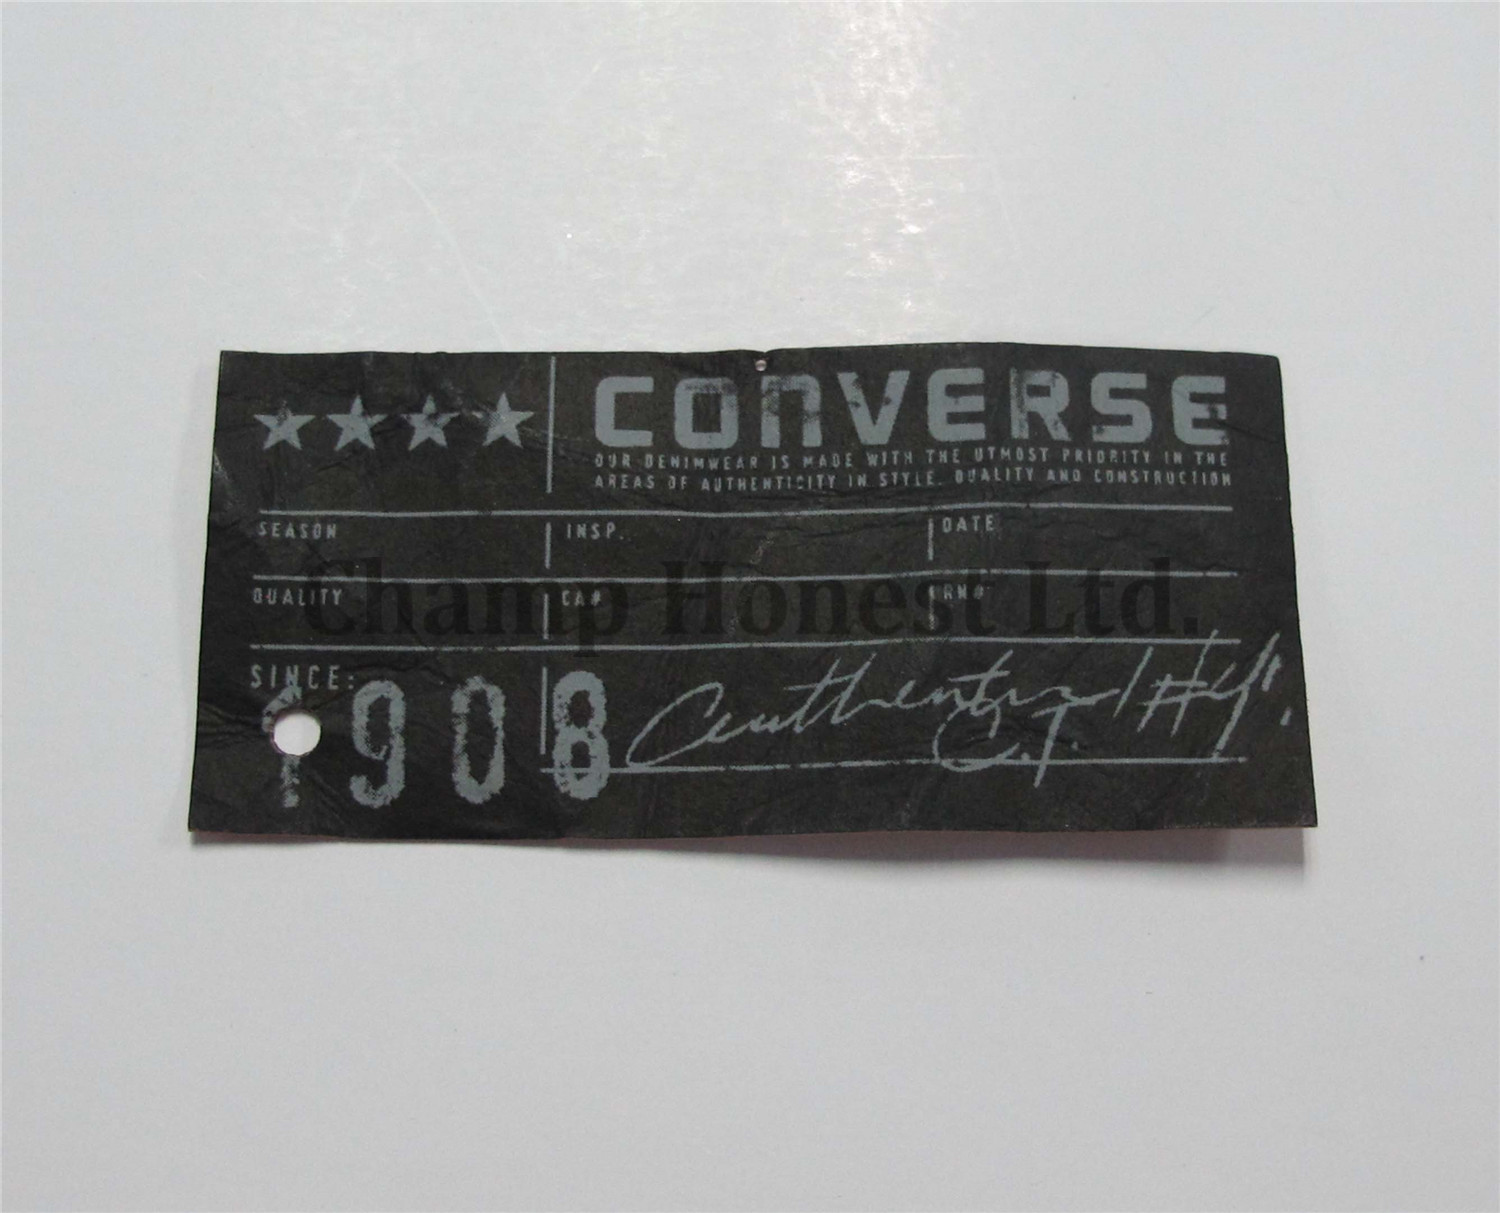 CONVERSE
OUR DENIMWEAR IS MADE WITH THE UTMOST PRIORITY IN THE
AREAS OF AUTHENTICITY IN STYLE, QUALITY AND CONSTRUCTION
SEASON INSP. DATE
QUALITY CA# RN#
Champ Honest Ltd.
SINCE:
1908
C.T.